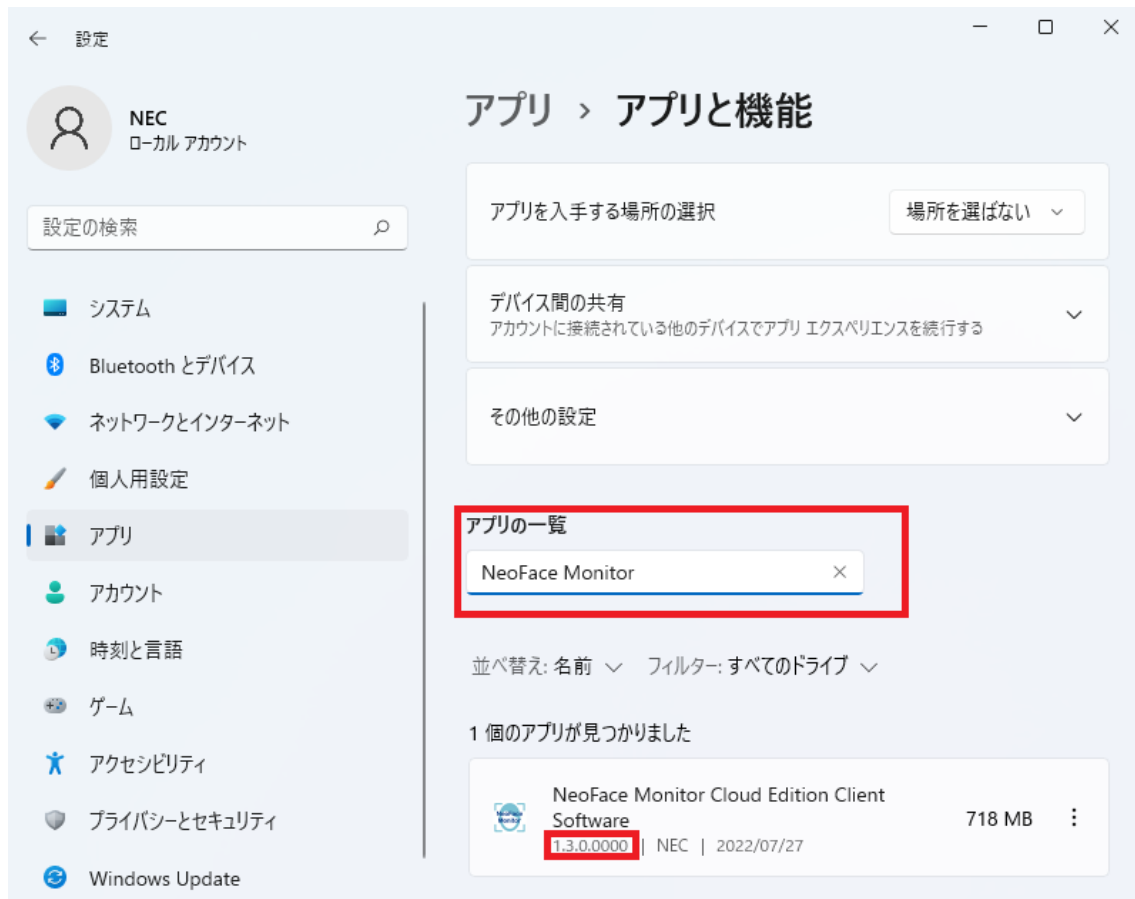 設定
NEC
ローカル アカウント
設定の検索
システム
Bluetooth とデバイス
ネットワークとインターネット
個人用設定
アプリ
アカウント
時刻と言語
ゲーム
アクセシビリティ
プライバシーとセキュリティ
Windows Update
アプリ › アプリと機能
アプリを入手する場所の選択
場所を選ばない
デバイス間の共有
アカウントに接続されている他のデバイスでアプリ エクスペリエンスを続行する
その他の設定
アプリの一覧
NeoFace Monitor
並べ替え: 名前 フィルター: すべてのドライブ
1 個のアプリが見つかりました
NeoFace Monitor Cloud Edition Client
Software
1.3.0.0000 | NEC | 2022/07/27
718 MB